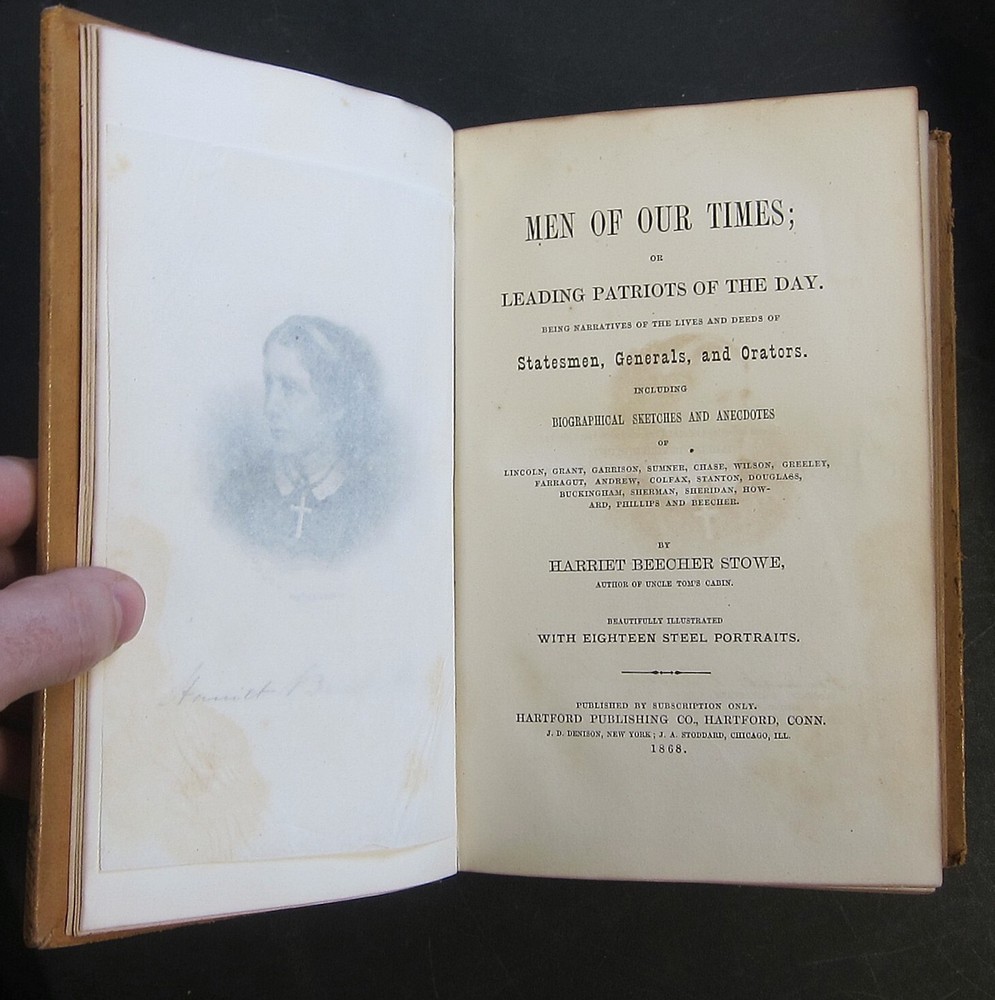 MEN OF OUR TIMES;
OR
LEADING PATRIOTS OF THE DAY.
BEING NARRATIVES OF THE LIVES AND DEEDS OF
Statesmen, Generals, and Orators.
INCLUDING
BIOGRAPHICAL SKETCHES AND ANECDOTES
OF
LINCOLN, GRANT, GARRISON, SUMNER, CHASE, WILSON, GREELEY,
FARRAGUT, ANDREW, COLFAX, STANTON, DOUGLASS,
BUCKINGHAM, SHERMAN, SHERIDAN, HOW-
ARD, PHILLIPS AND BEECHER.
BY
HARRIET BEECHER STOWE,
AUTHOR OF UNCLE TOM'S CABIN.
BEAUTIFULLY ILLUSTRATED
WITH EIGHTEEN STEEL PORTRAITS.
PUBLISHED BY SUBSCRIPTION ONLY.
HARTFORD PUBLISHING CO., HARTFORD, CONN.
J. D. DENISON, NEW YORK; J. A. STODDARD, CHICAGO, ILL.
1868.
Harriet